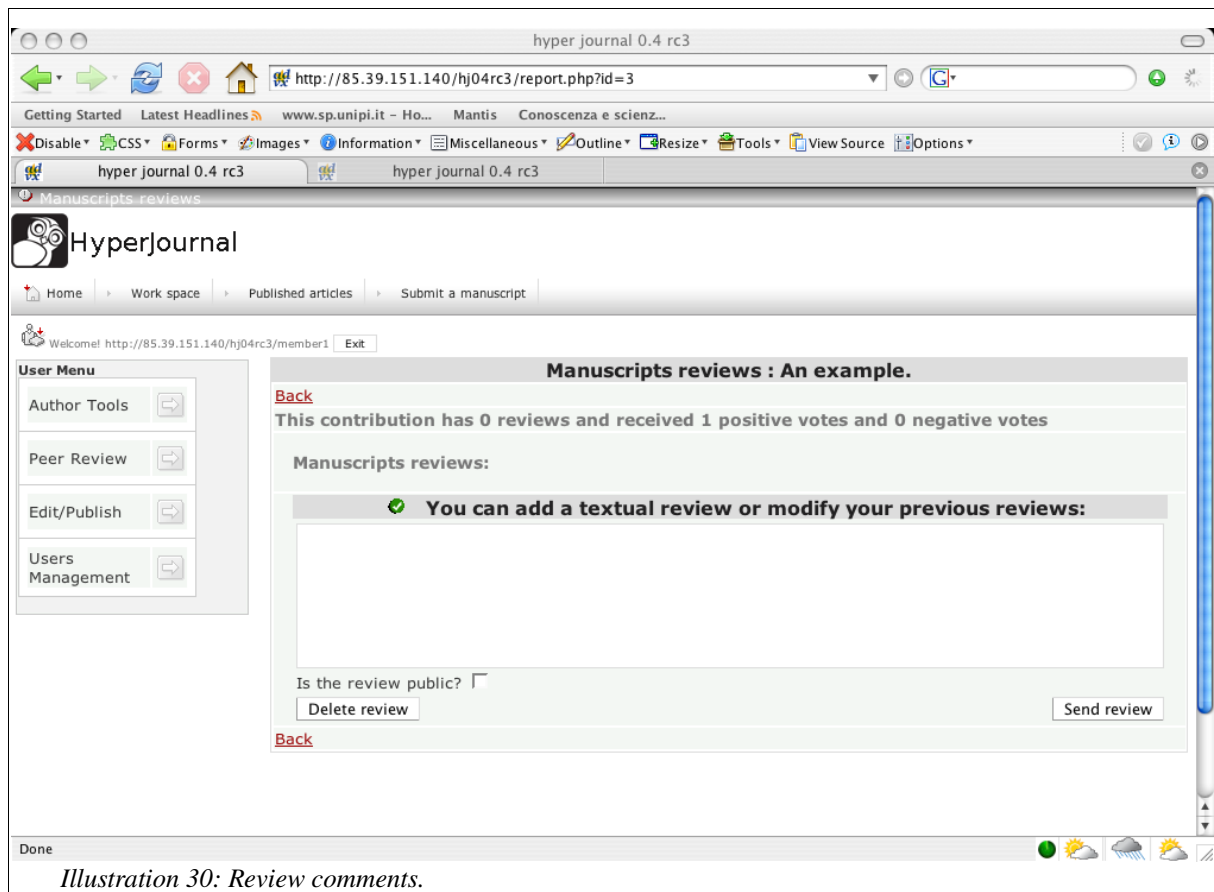 hyper journal 0.4 rc3
http://85.39.151.140/hj04rc3/report.php?id=3
G
Getting Started Latest Headlines www.sp.unipi.it - Ho... Mantis Conoscenza e scienz...
Disable CSS Forms Images Information Miscellaneous Outline Resize Tools View Source Options
hyper journal 0.4 rc3 hyper journal 0.4 rc3
Manuscripts reviews
HyperJournal
Home Work space Published articles Submit a manuscript
Welcome! http://85.39.151.140/hj04rc3/member1 Exit
User Menu
Author Tools
Peer Review
Edit/Publish
Users
Management
Manuscripts reviews : An example.
Back
This contribution has 0 reviews and received 1 positive votes and 0 negative votes
Manuscripts reviews:
You can add a textual review or modify your previous reviews:
Is the review public?
Delete review Send review
Back
Done
Illustration 30: Review comments.